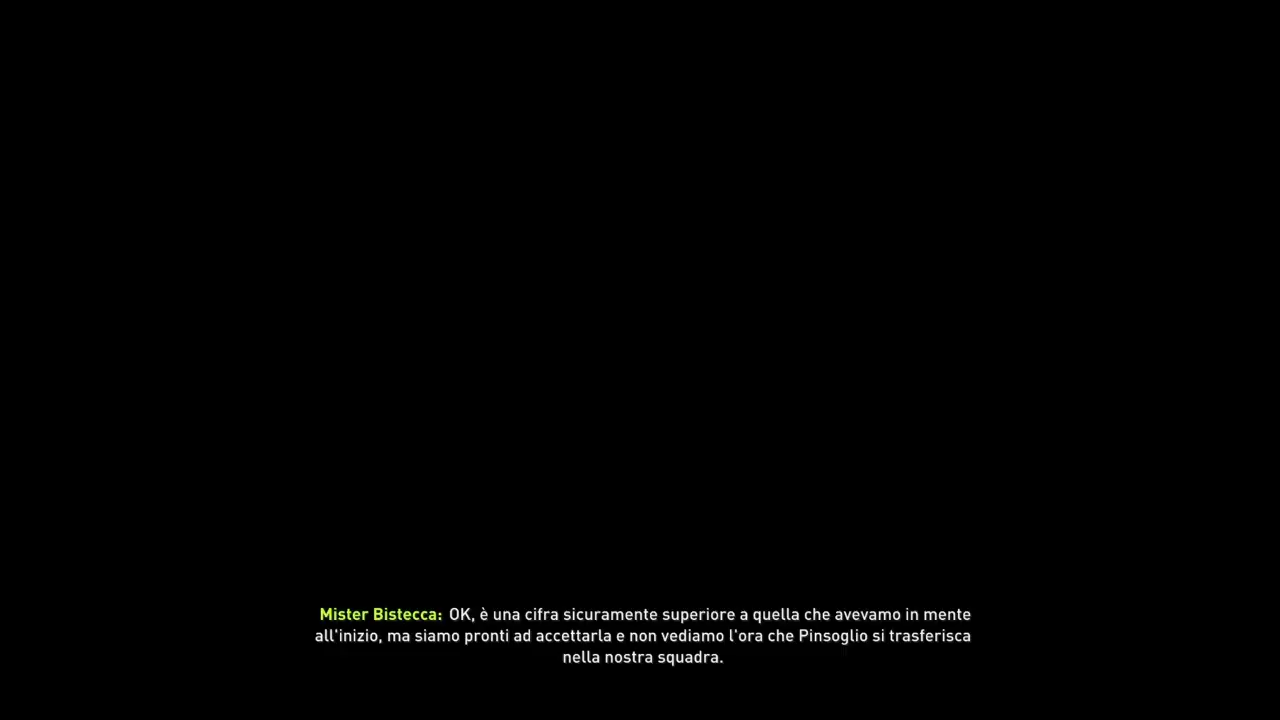 Mister Bistecca: OK, è una cifra sicuramente superiore a quella che avevamo in mente
all'inizio, ma siamo pronti ad accettarla e non vediamo l'ora che Pinsoglio si trasferisca
nella nostra squadra.